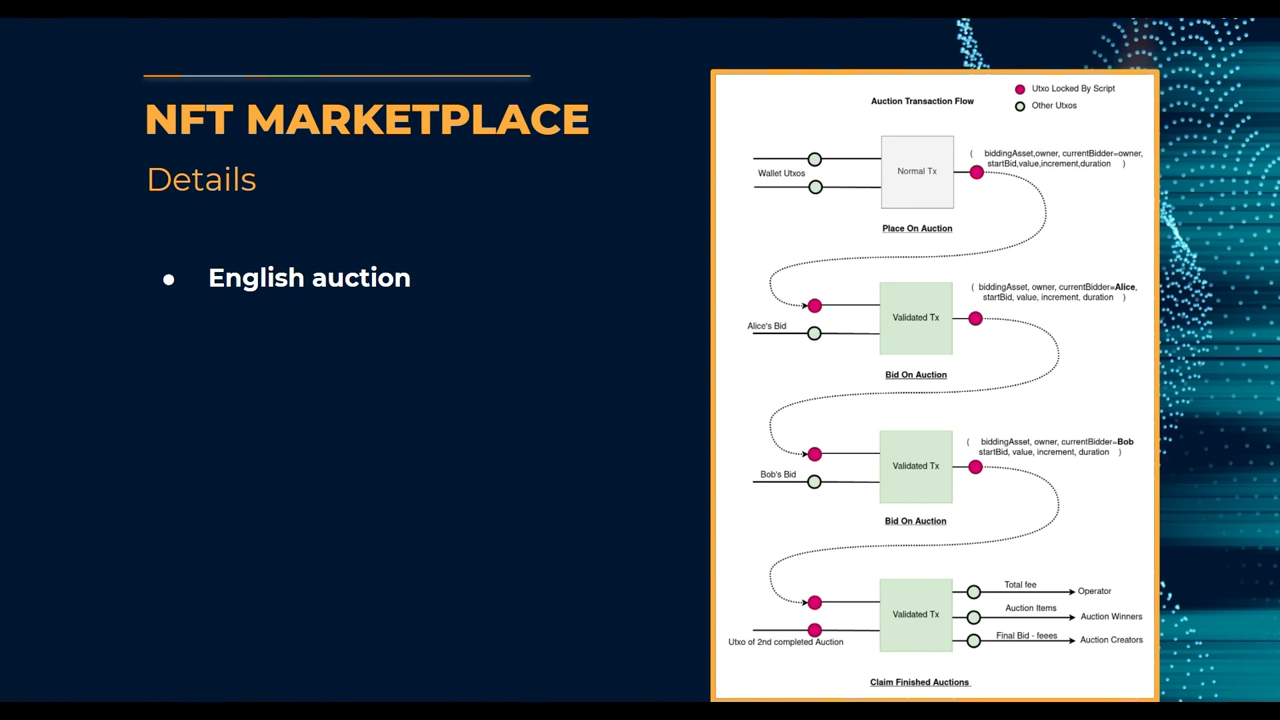 NFT MARKETPLACE
Details
● English auction
Auction Transaction Flow
Utxo Locked By Script
Other Utxos
Wallet Utxos
Normal Tx
( biddingAsset,owner, currentBidder=owner,
startBid,value,increment,duration )
Place On Auction
Alice's Bid
Validated Tx
( biddingAsset, owner, currentBidder=Alice,
startBid, value, increment, duration )
Bid On Auction
Bob's Bid
Validated Tx
( biddingAsset, owner, currentBidder=Bob
startBid, value, increment, duration )
Bid On Auction
Utxo of 2nd completed Auction
Validated Tx
Total fee
Operator
Auction Items
Auction Winners
Final Bid - feees
Auction Creators
Claim Finished Auctions